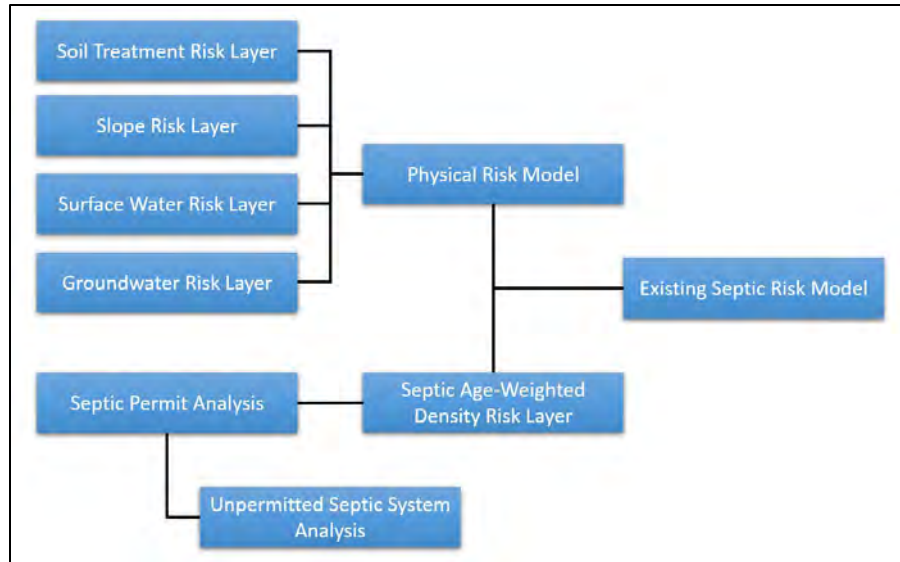 Soil Treatment Risk Layer
Slope Risk Layer
Surface Water Risk Layer
Groundwater Risk Layer
Physical Risk Model
Existing Septic Risk Model
Septic Permit Analysis
Septic Age-Weighted
Density Risk Layer
Unpermitted Septic System
Analysis